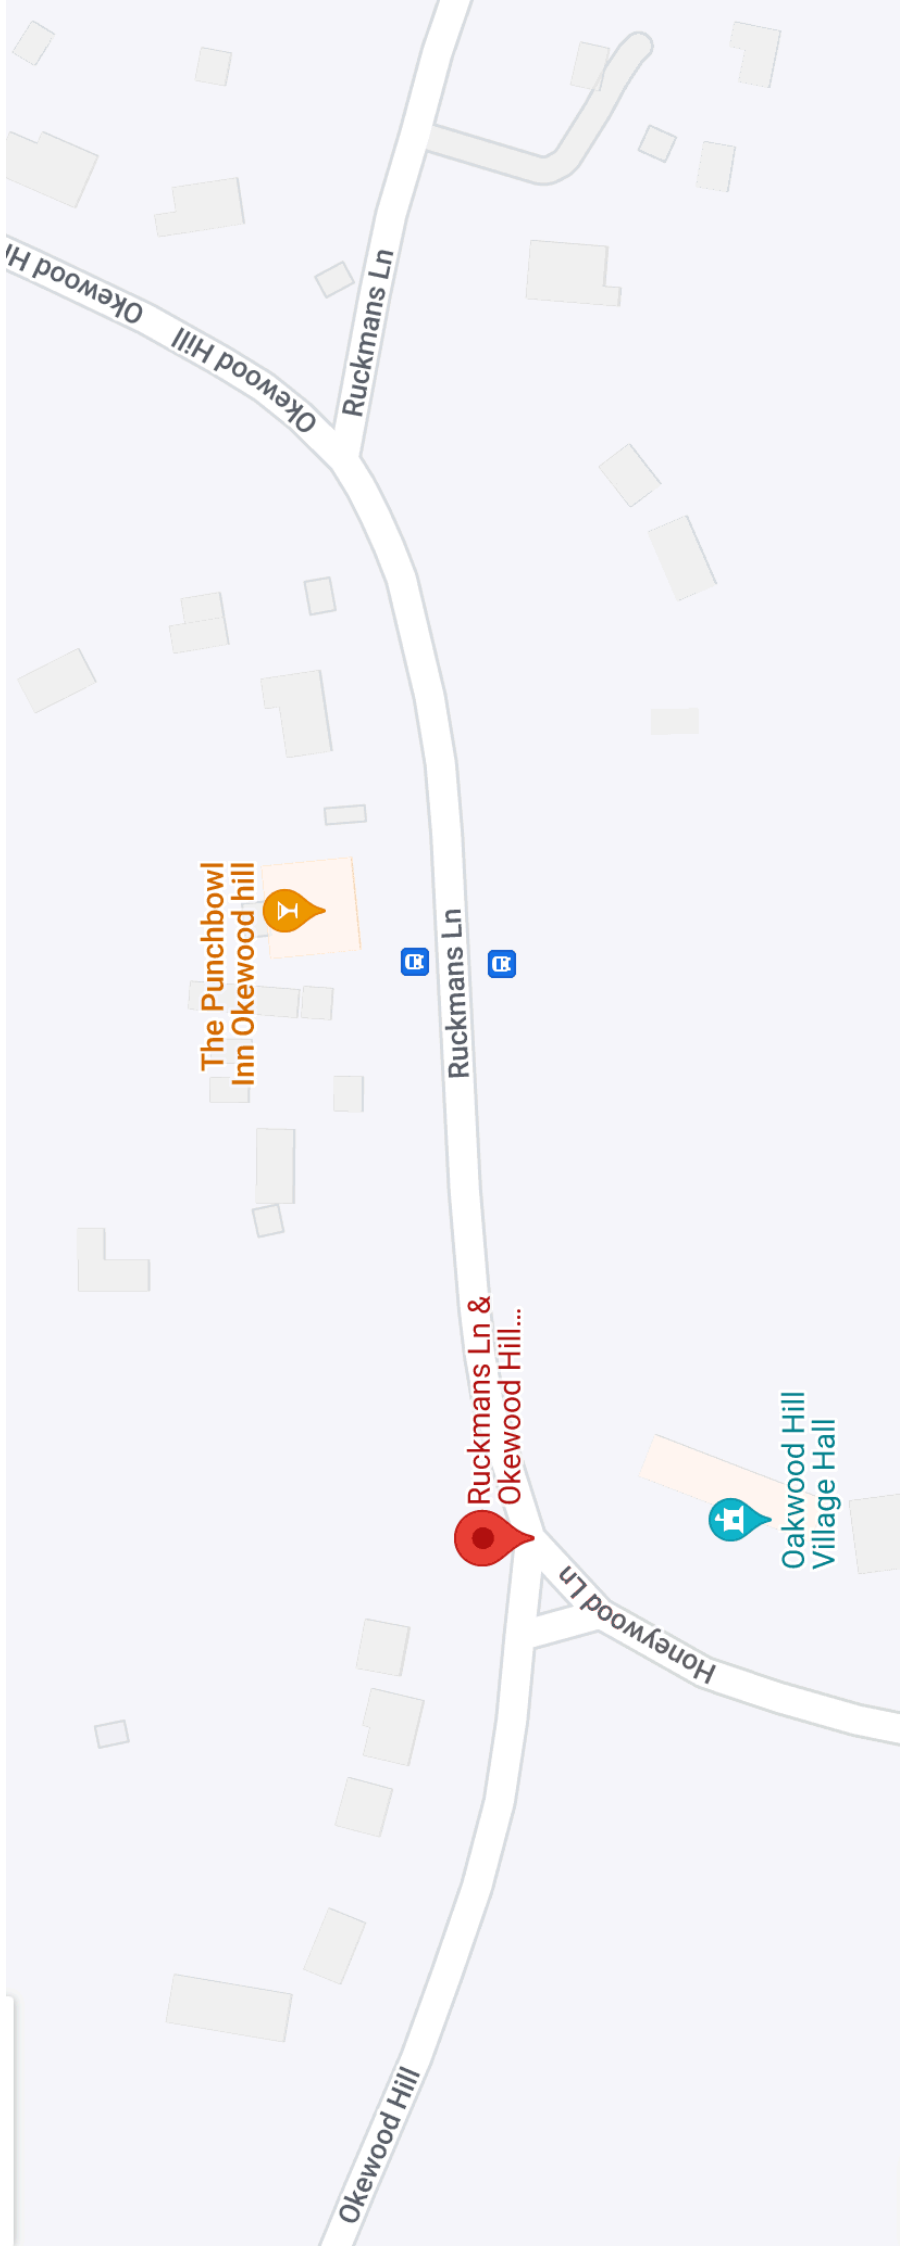 Okewood Hi
Okewood Hill
Ruckmans Ln
The Punchbowl
Inn Okewood hill
Ruckmans Ln
Ruckmans Ln &
Okewood Hill...
Oakwood Hill
Village Hall
Honeywood Ln
Okewood Hill